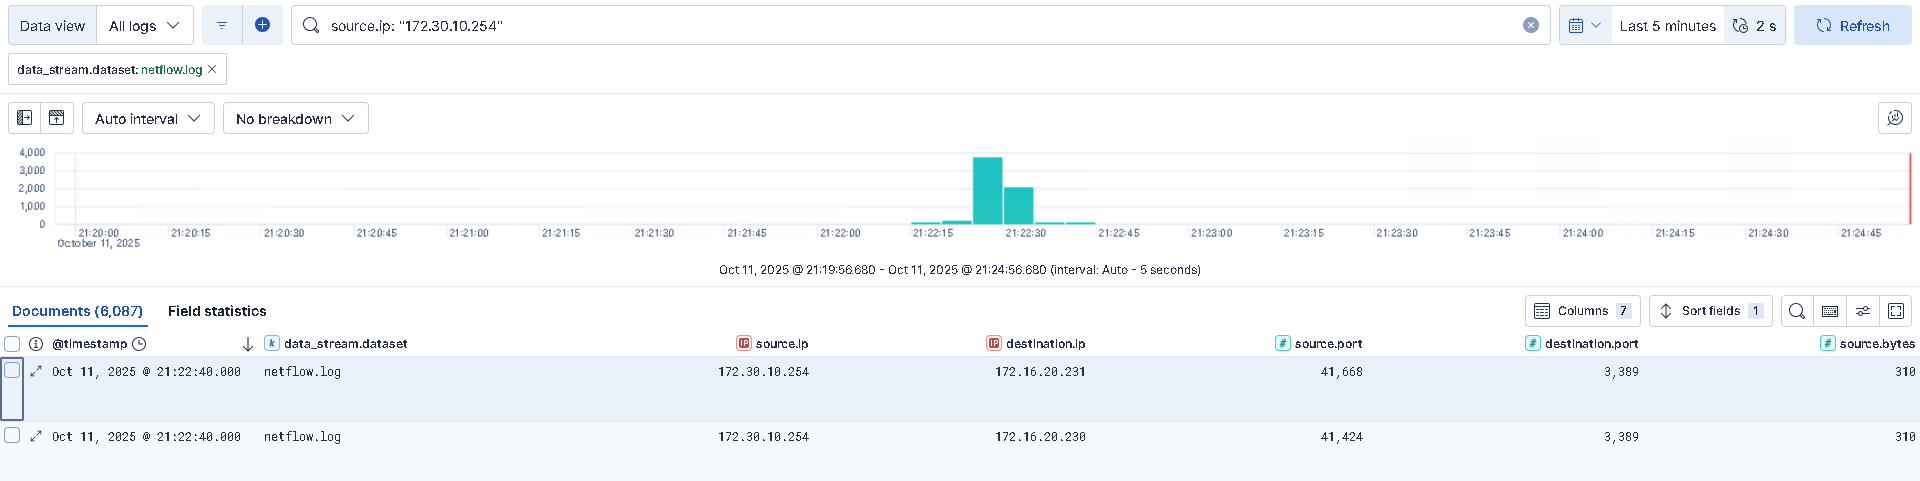 Data view All logs source.ip: "172.30.10.254" Last 5 minutes 2 s Refresh
data_stream.dataset: netflow.log
Auto interval No breakdown
4,000
3,000
2,000
1,000
0
21:20:00 21:20:15 21:20:30 21:20:45 21:21:00 21:21:15 21:21:30 21:21:45 21:22:00 21:22:15 21:22:30 21:22:45 21:23:00 21:23:15 21:23:30 21:23:45 21:24:00 21:24:15 21:24:30 21:24:45
October 11, 2025
Oct 11, 2025 @ 21:19:56.680 - Oct 11, 2025 @ 21:24:56.680 (interval: Auto - 5 seconds)
Documents (6,087) Field statistics Columns 7 Sort fields 1
@timestamp k data_stream.dataset IP source.ip IP destination.ip # source.port # destination.port # source.bytes
Oct 11, 2025 @ 21:22:40.000 netflow.log 172.30.10.254 172.16.20.231 41,668 3,389 310
Oct 11, 2025 @ 21:22:40.000 netflow.log 172.30.10.254 172.16.20.230 41,424 3,389 310